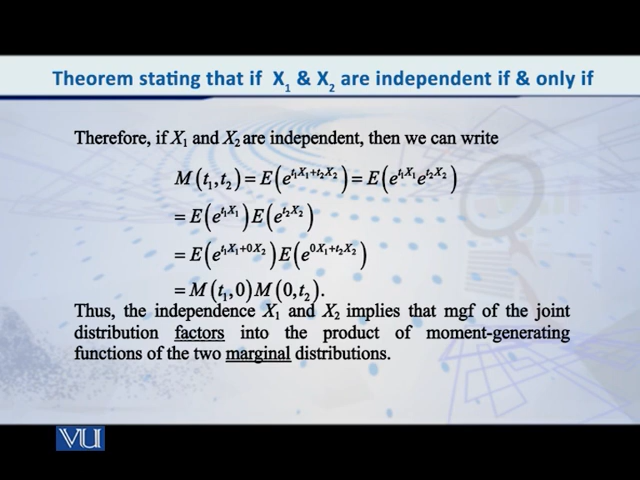 Theorem stating that if X₁ & X₂ are independent if & only if
Therefore, if X₁ and X₂ are independent, then we can write
M(t₁,t₂) = E(e^{t₁X₁+t₂X₂}) = E(e^{t₁X₁}e^{t₂X₂})
= E(e^{t₁X₁})E(e^{t₂X₂})
= E(e^{t₁X₁+0X₂})E(e^{0X₁+t₂X₂})
= M(t₁,0)M(0,t₂).
Thus, the independence X₁ and X₂ implies that mgf of the joint
distribution factors into the product of moment-generating
functions of the two marginal distributions.
VU